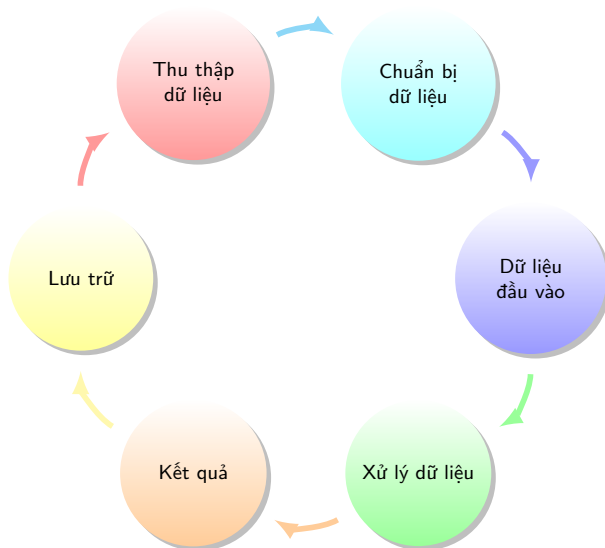 Thu thập
dữ liệu
Chuẩn bị
dữ liệu
Dữ liệu
đầu vào
Xử lý dữ liệu
Kết quả
Lưu trữ